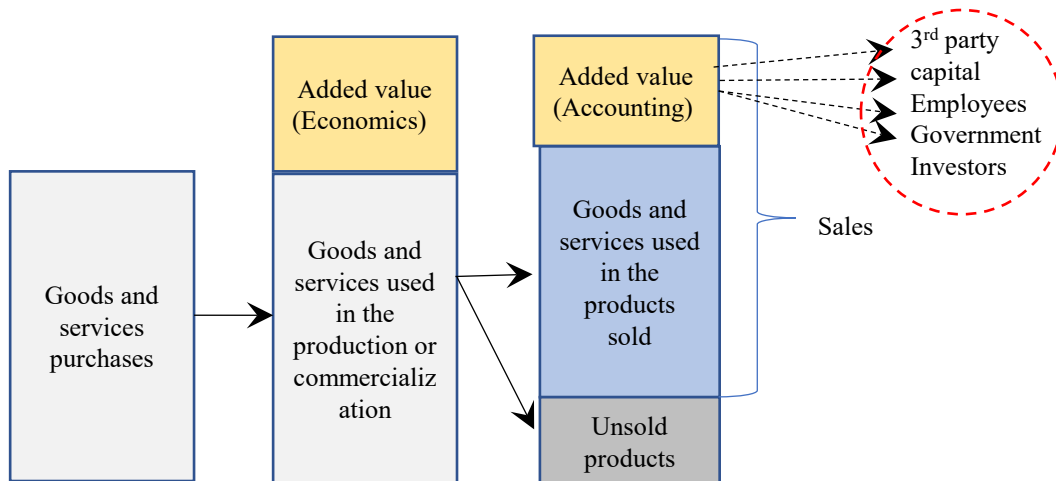 Goods and
services
purchases
Added value
(Economics)
Goods and
services used
in the
production or
commercializ
ation
Added value
(Accounting)
Goods and
services used
in the
products
sold
Unsold
products
Sales
3rd party
capital
Employees
Government
Investors